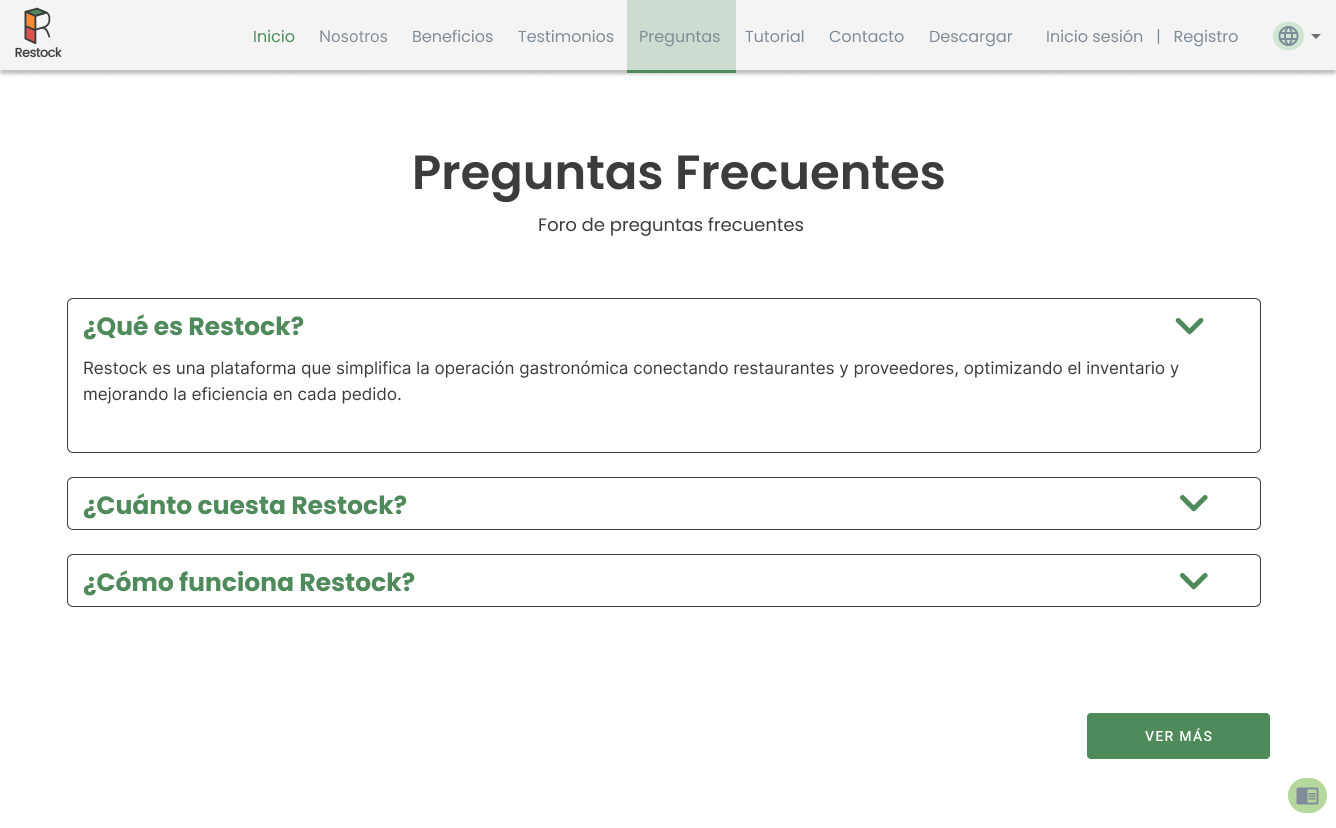 Restock
Inicio Nosotros Beneficios Testimonios Preguntas Tutorial Contacto Descargar Inicio sesión | Registro
Preguntas Frecuentes
Foro de preguntas frecuentes
¿Qué es Restock?
Restock es una plataforma que simplifica la operación gastronómica conectando restaurantes y proveedores, optimizando el inventario y
mejorando la eficiencia en cada pedido.
¿Cuánto cuesta Restock?
¿Cómo funciona Restock?
VER MÁS